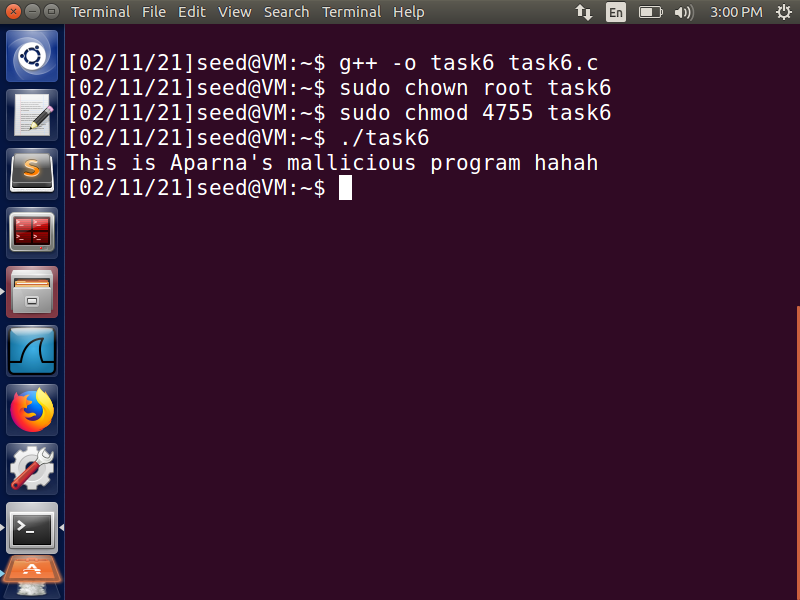 Terminal File Edit View Search Terminal Help En 3:00 PM
[02/11/21]seed@VM:~$ g++ -o task6 task6.c
[02/11/21]seed@VM:~$ sudo chown root task6
[02/11/21]seed@VM:~$ sudo chmod 4755 task6
[02/11/21]seed@VM:~$ ./task6
This is Aparna's mallicious program hahah
[02/11/21]seed@VM:~$